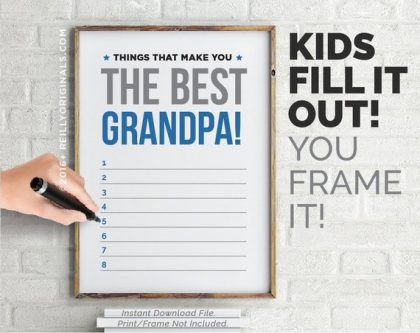 ★ THINGS THAT MAKE YOU ★
THE BEST
GRANDPA!
1
2
3
4
5
6
7
8
KIDS
FILL IT
OUT!
YOU
FRAME
IT!
©2016+ REILLYORIGINALS.COM
Instant Download File.
Print/Frame Not Included.